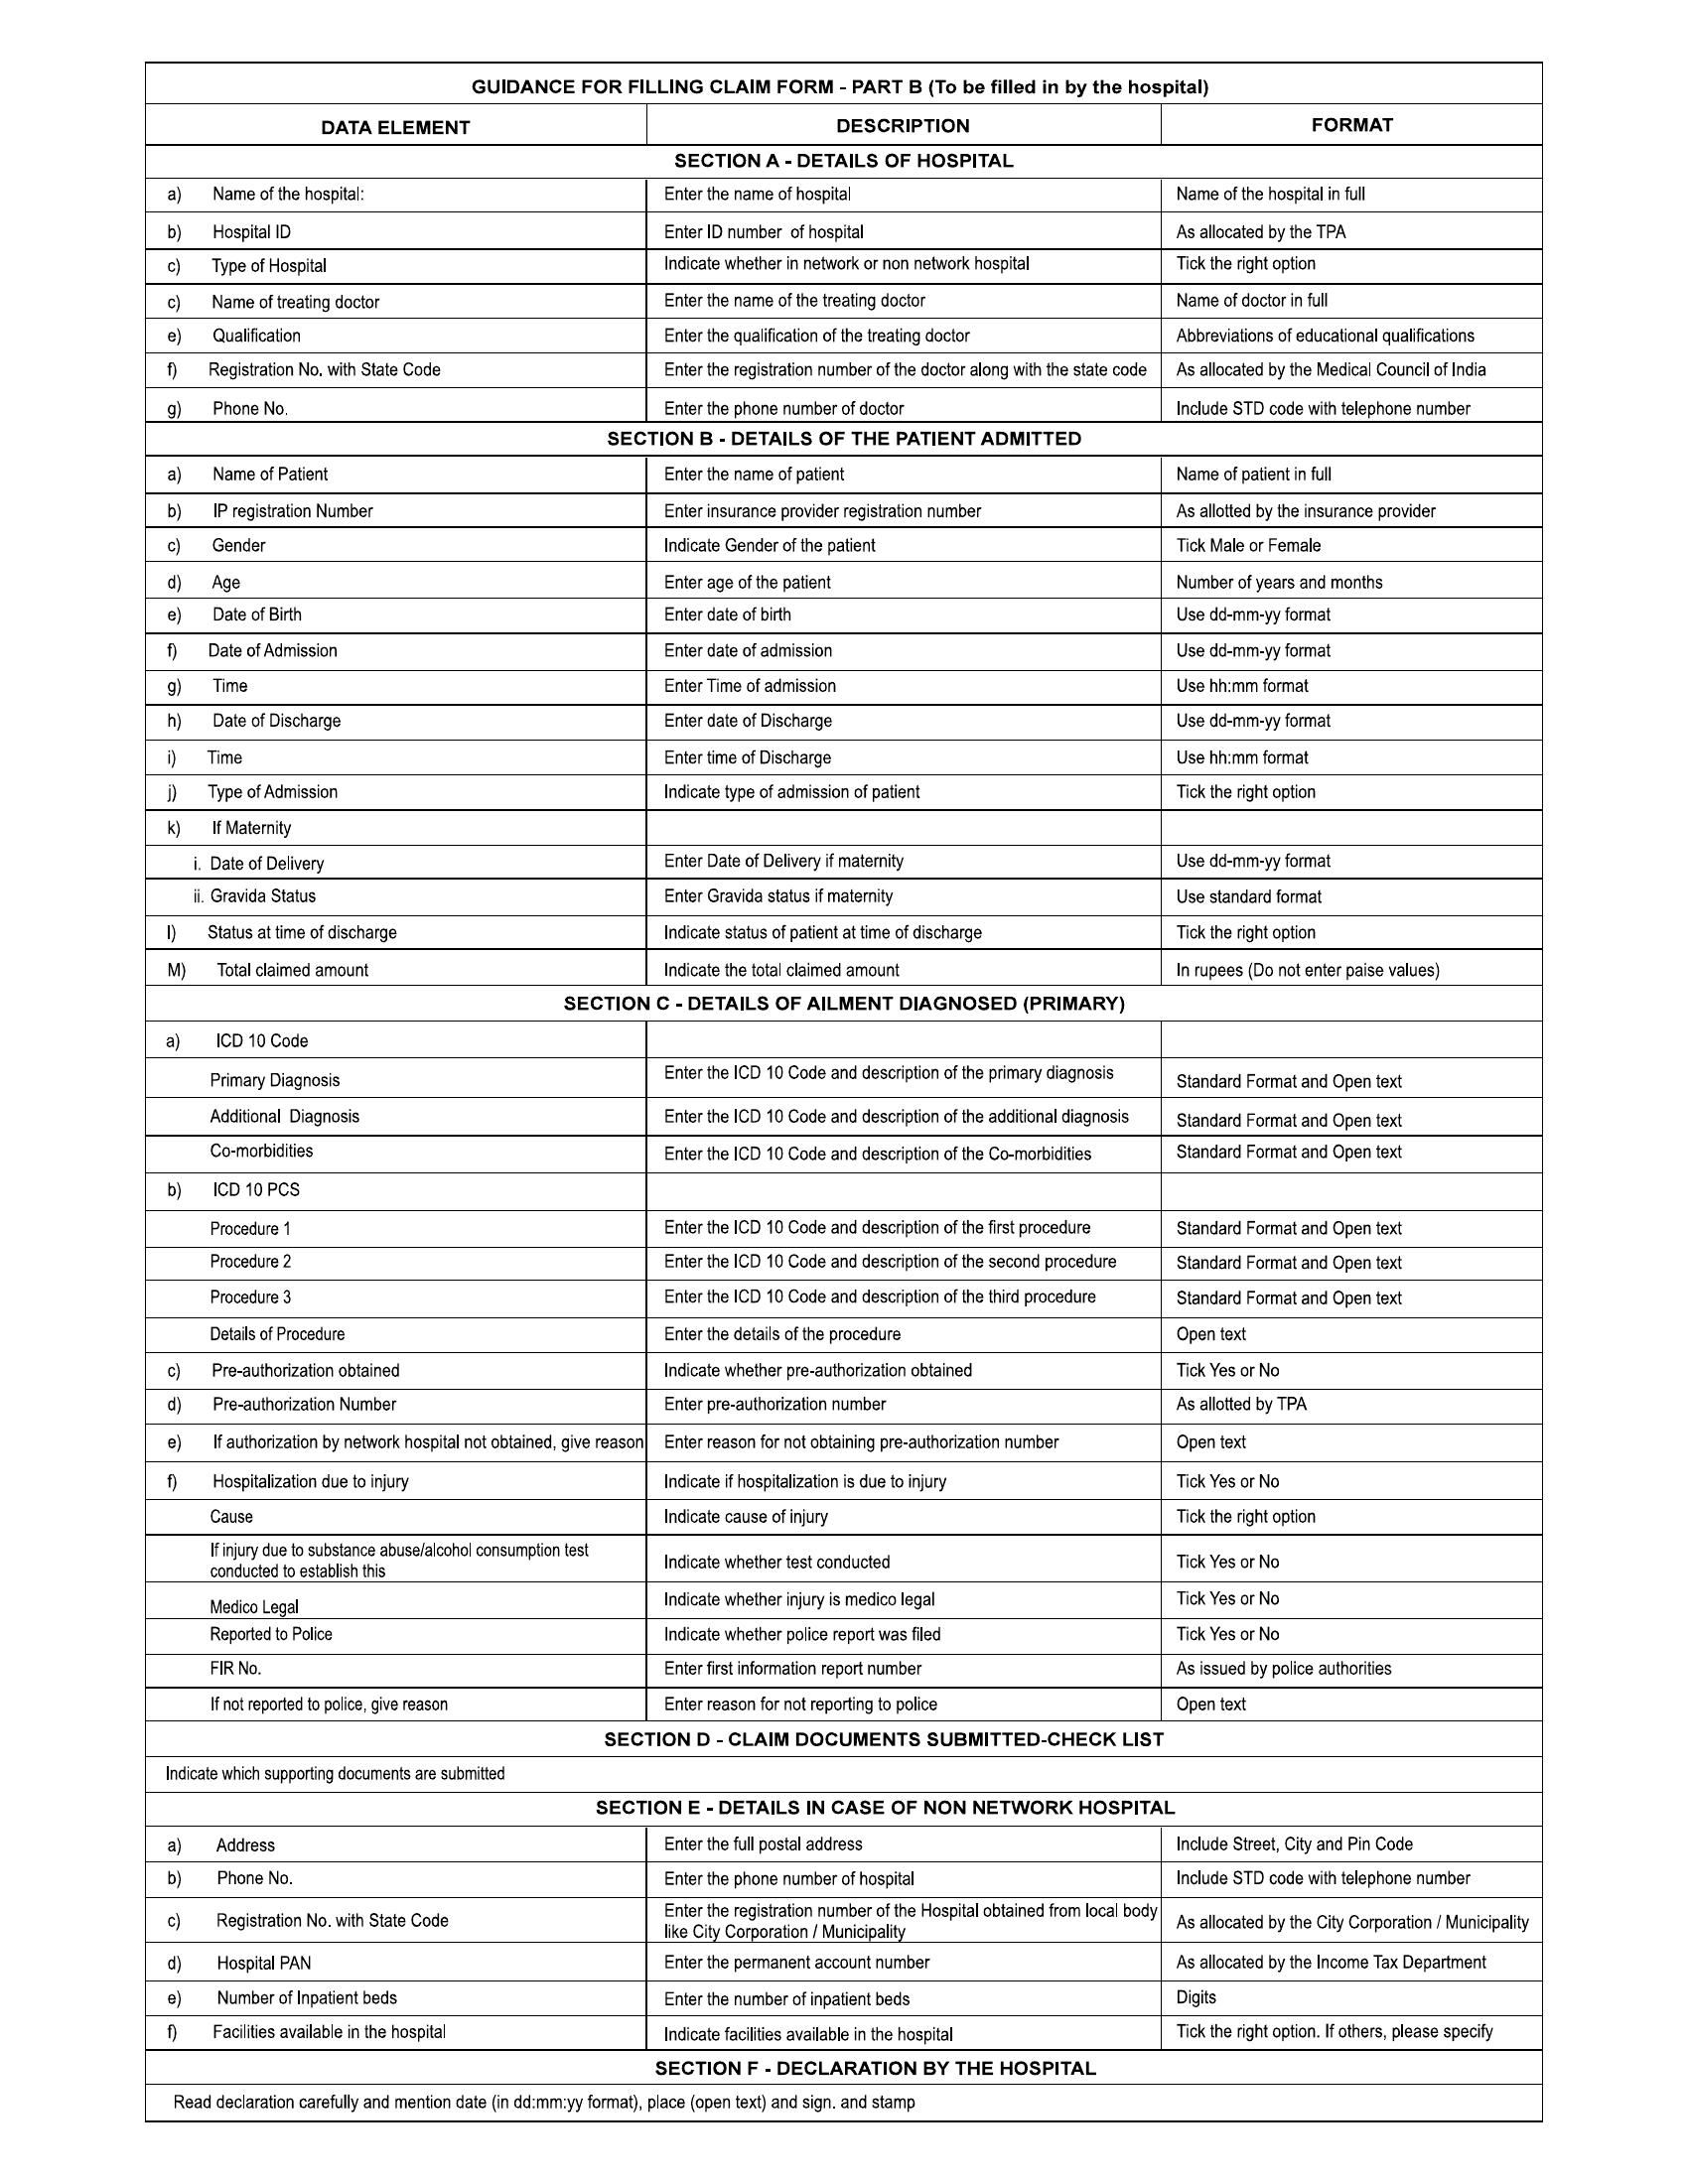 GUIDANCE FOR FILLING CLAIM FORM - PART B (To be filled in by the hospital)
DATA ELEMENT DESCRIPTION FORMAT
SECTION A - DETAILS OF HOSPITAL
a) Name of the hospital: Enter the name of hospital Name of the hospital in full
b) Hospital ID Enter ID number of hospital As allocated by the TPA
c) Type of Hospital Indicate whether in network or non network hospital Tick the right option
c) Name of treating doctor Enter the name of the treating doctor Name of doctor in full
e) Qualification Enter the qualification of the treating doctor Abbreviations of educational qualifications
f) Registration No. with State Code Enter the registration number of the doctor along with the state code As allocated by the Medical Council of India
g) Phone No. Enter the phone number of doctor Include STD code with telephone number
SECTION B - DETAILS OF THE PATIENT ADMITTED
a) Name of Patient Enter the name of patient Name of patient in full
b) IP registration Number Enter insurance provider registration number As allotted by the insurance provider
c) Gender Indicate Gender of the patient Tick Male or Female
d) Age Enter age of the patient Number of years and months
e) Date of Birth Enter date of birth Use dd-mm-yy format
f) Date of Admission Enter date of admission Use dd-mm-yy format
g) Time Enter Time of admission Use hh:mm format
h) Date of Discharge Enter date of Discharge Use dd-mm-yy format
i) Time Enter time of Discharge Use hh:mm format
j) Type of Admission Indicate type of admission of patient Tick the right option
k) If Maternity
i. Date of Delivery Enter Date of Delivery if maternity Use dd-mm-yy format
ii. Gravida Status Enter Gravida status if maternity Use standard format
l) Status at time of discharge Indicate status of patient at time of discharge Tick the right option
M) Total claimed amount Indicate the total claimed amount In rupees (Do not enter paise values)
SECTION C - DETAILS OF AILMENT DIAGNOSED (PRIMARY)
a) ICD 10 Code
Primary Diagnosis Enter the ICD 10 Code and description of the primary diagnosis Standard Format and Open text
Additional Diagnosis Enter the ICD 10 Code and description of the additional diagnosis Standard Format and Open text
Co-morbidities Enter the ICD 10 Code and description of the Co-morbidities Standard Format and Open text
b) ICD 10 PCS
Procedure 1 Enter the ICD 10 Code and description of the first procedure Standard Format and Open text
Procedure 2 Enter the ICD 10 Code and description of the second procedure Standard Format and Open text
Procedure 3 Enter the ICD 10 Code and description of the third procedure Standard Format and Open text
Details of Procedure Enter the details of the procedure Open text
c) Pre-authorization obtained Indicate whether pre-authorization obtained Tick Yes or No
d) Pre-authorization Number Enter pre-authorization number As allotted by TPA
e) If authorization by network hospital not obtained, give reason Enter reason for not obtaining pre-authorization number Open text
f) Hospitalization due to injury Indicate if hospitalization is due to injury Tick Yes or No
Cause Indicate cause of injury Tick the right option
If injury due to substance abuse/alcohol consumption test
conducted to establish this Indicate whether test conducted Tick Yes or No
Medico Legal Indicate whether injury is medico legal Tick Yes or No
Reported to Police Indicate whether police report was filed Tick Yes or No
FIR No. Enter first information report number As issued by police authorities
If not reported to police, give reason Enter reason for not reporting to police Open text
SECTION D - CLAIM DOCUMENTS SUBMITTED-CHECK LIST
Indicate which supporting documents are submitted
SECTION E - DETAILS IN CASE OF NON NETWORK HOSPITAL
a) Address Enter the full postal address Include Street, City and Pin Code
b) Phone No. Enter the phone number of hospital Include STD code with telephone number
c) Registration No. with State Code Enter the registration number of the Hospital obtained from local body
like City Corporation / Municipality As allocated by the City Corporation / Municipality
d) Hospital PAN Enter the permanent account number As allocated by the Income Tax Department
e) Number of Inpatient beds Enter the number of inpatient beds Digits
f) Facilities available in the hospital Indicate facilities available in the hospital Tick the right option. If others, please specify
SECTION F - DECLARATION BY THE HOSPITAL
Read declaration carefully and mention date (in dd:mm:yy format), place (open text) and sign. and stamp